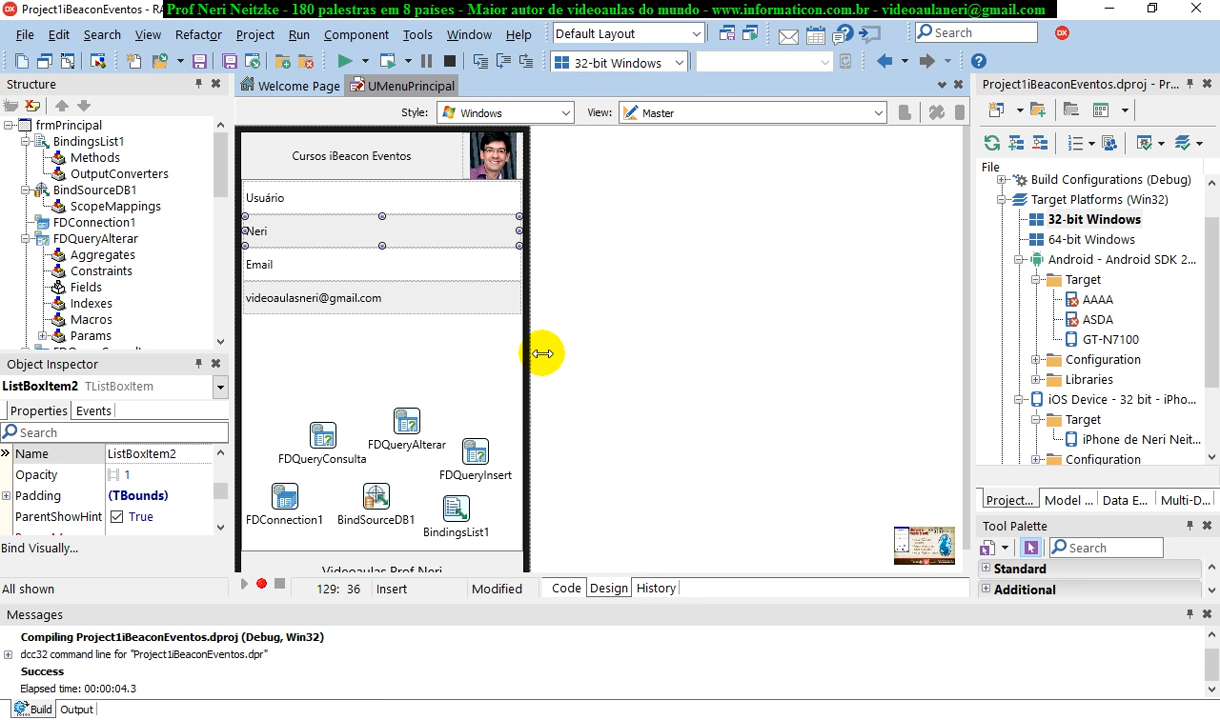 Project1iBeaconEventos - RA
Prof Neri Neitzke - 180 palestras em 8 países - Maior autor de videoaulas do mundo - www.informaticon.com.br - videoaulaneri@gmail.com
File Edit Search View Refactor Project Run Component Tools Window Help
Default Layout
Search
DX
32-bit Windows
Structure
Welcome Page
UMenuPrincipal
Project1iBeaconEventos.dproj - Pr...
Style:
Windows
View:
Master
frmPrincipal
BindingsList1
Methods
OutputConverters
BindSourceDB1
ScopeMappings
FDConnection1
FDQueryAlterar
Aggregates
Constraints
Fields
Indexes
Macros
Params
Cursos iBeacon Eventos
Usuário
Neri
Email
videoaulasneri@gmail.com
FDQueryConsulta
FDQueryAlterar
FDQueryInsert
FDConnection1
BindSourceDB1
BindingsList1
Videoaulas Prof Neri
File
Build Configurations (Debug)
Target Platforms (Win32)
32-bit Windows
64-bit Windows
Android - Android SDK 2...
Target
AAAA
ASDA
GT-N7100
Configuration
Libraries
iOS Device - 32 bit - iPho...
Target
iPhone de Neri Neit...
Configuration
Object Inspector
ListBoxItem2 TListBoxItem
Properties
Events
Search
Name ListBoxItem2
Opacity 1
Padding (TBounds)
ParentShowHint True
Bind Visually...
All shown
Project...
Model ...
Data E...
Multi-D...
Tool Palette
Search
Standard
Additional
129: 36
Insert
Modified
Code
Design
History
Messages
Compiling Project1iBeaconEventos.dproj (Debug, Win32)
dcc32 command line for "Project1iBeaconEventos.dpr"
Success
Elapsed time: 00:00:04.3
Build
Output